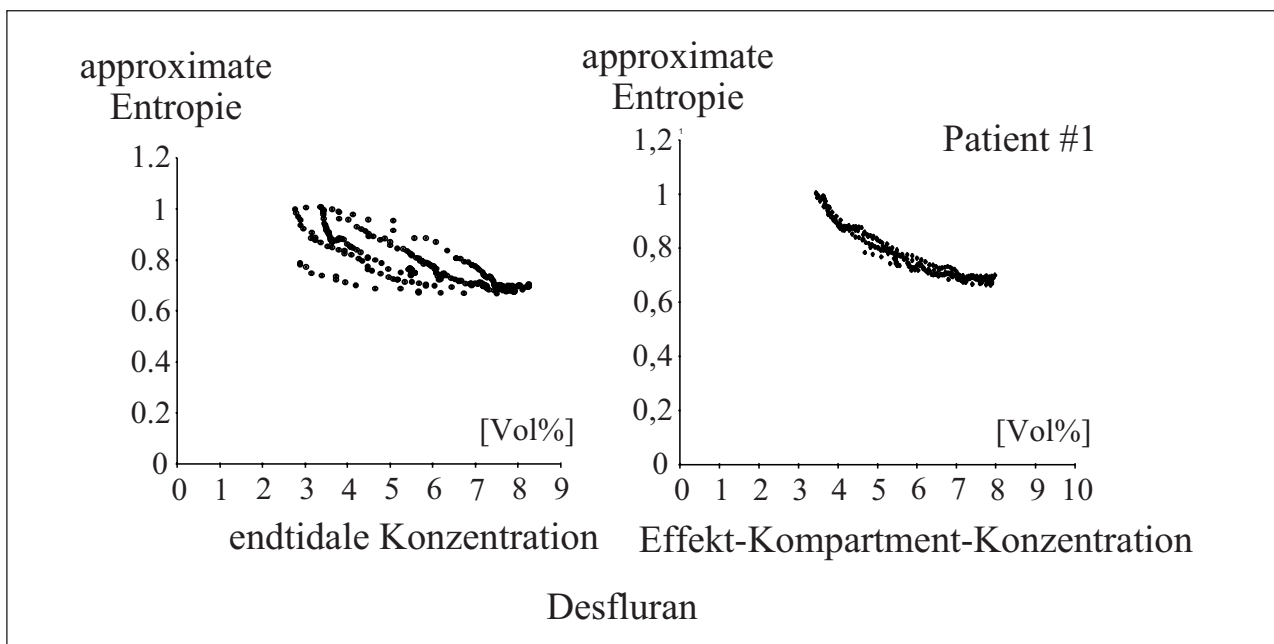 approximate
Entropie
1.2
1
0.8
0.6
0.4
0.2
0
[Vol%]
0 1 2 3 4 5 6 7 8 9
endtidale Konzentration
approximate
Entropie
Patient #1
1,2
1
0,8
0,6
0,4
0,2
0
[Vol%]
0 1 2 3 4 5 6 7 8 9 10
Effekt-Kompartment-Konzentration
Desfluran